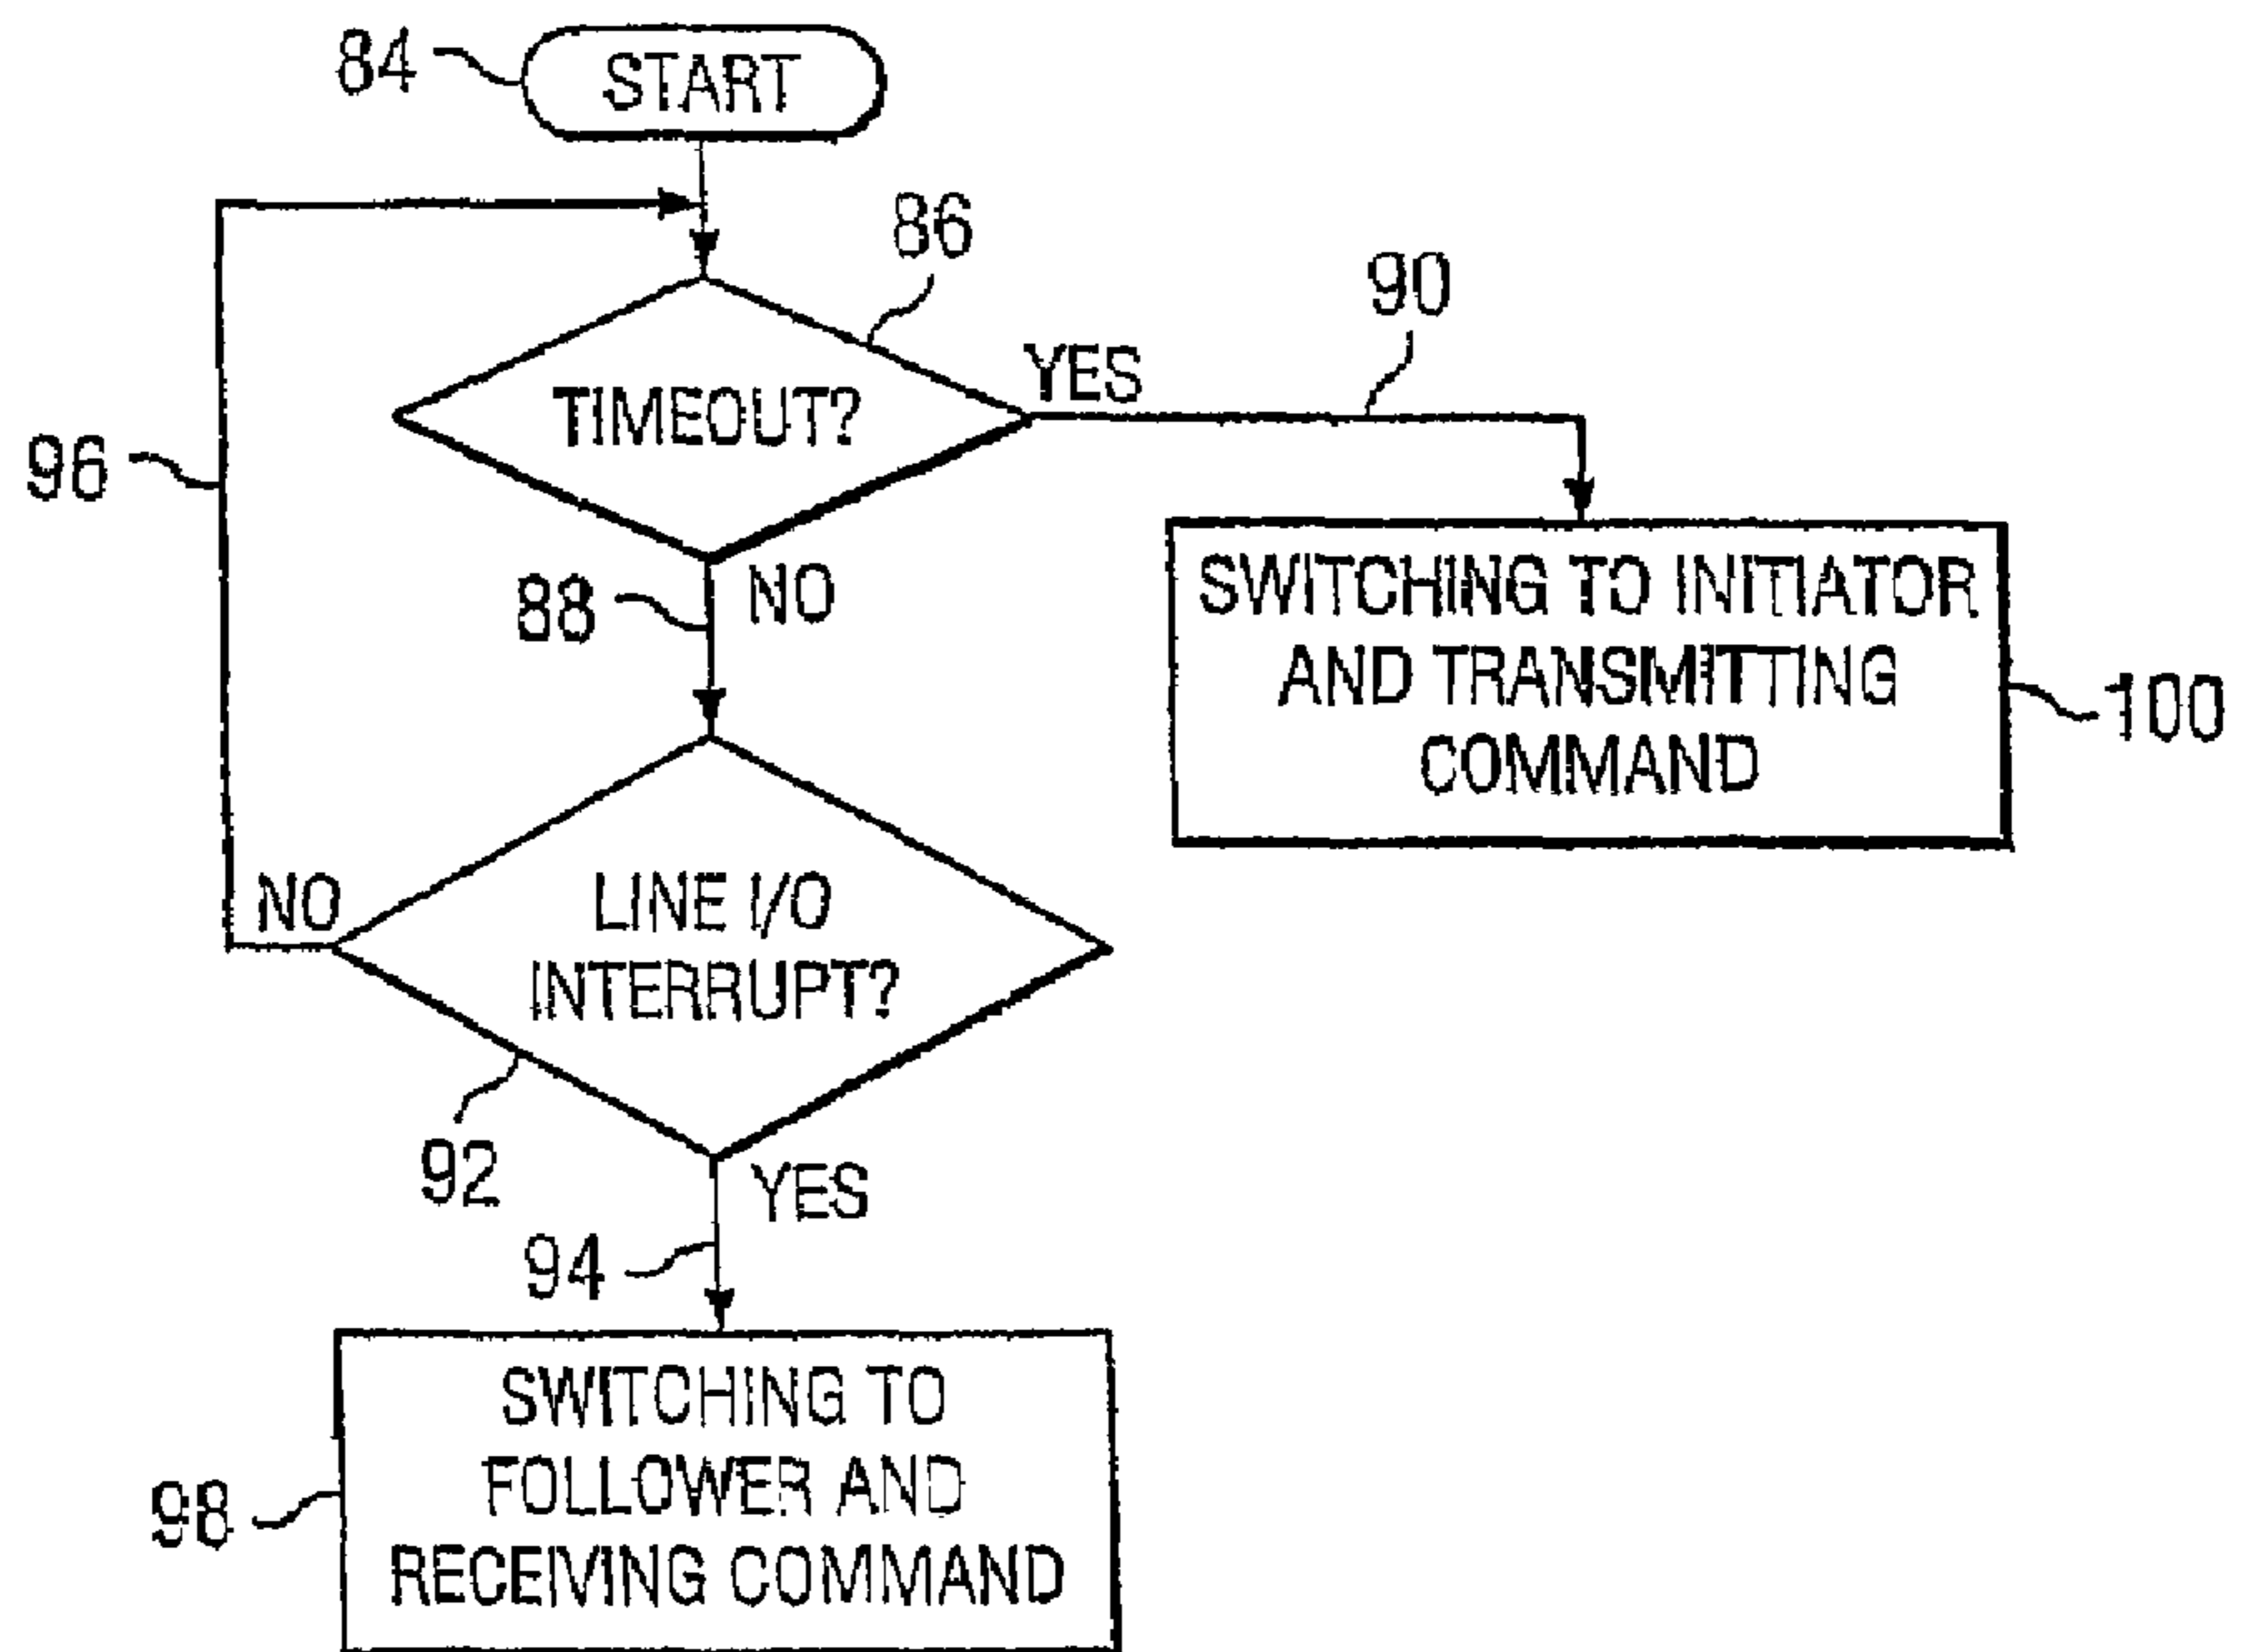 84
START
86
90
YES
TIMEOUT?
96
88
NO
SWITCHING TO INITIATOR
AND TRANSMITTING
COMMAND
100
NO
LINE I/O
INTERRUPT?
92
YES
94
SWITCHING TO
FOLLOWER AND
RECEIVING COMMAND
98